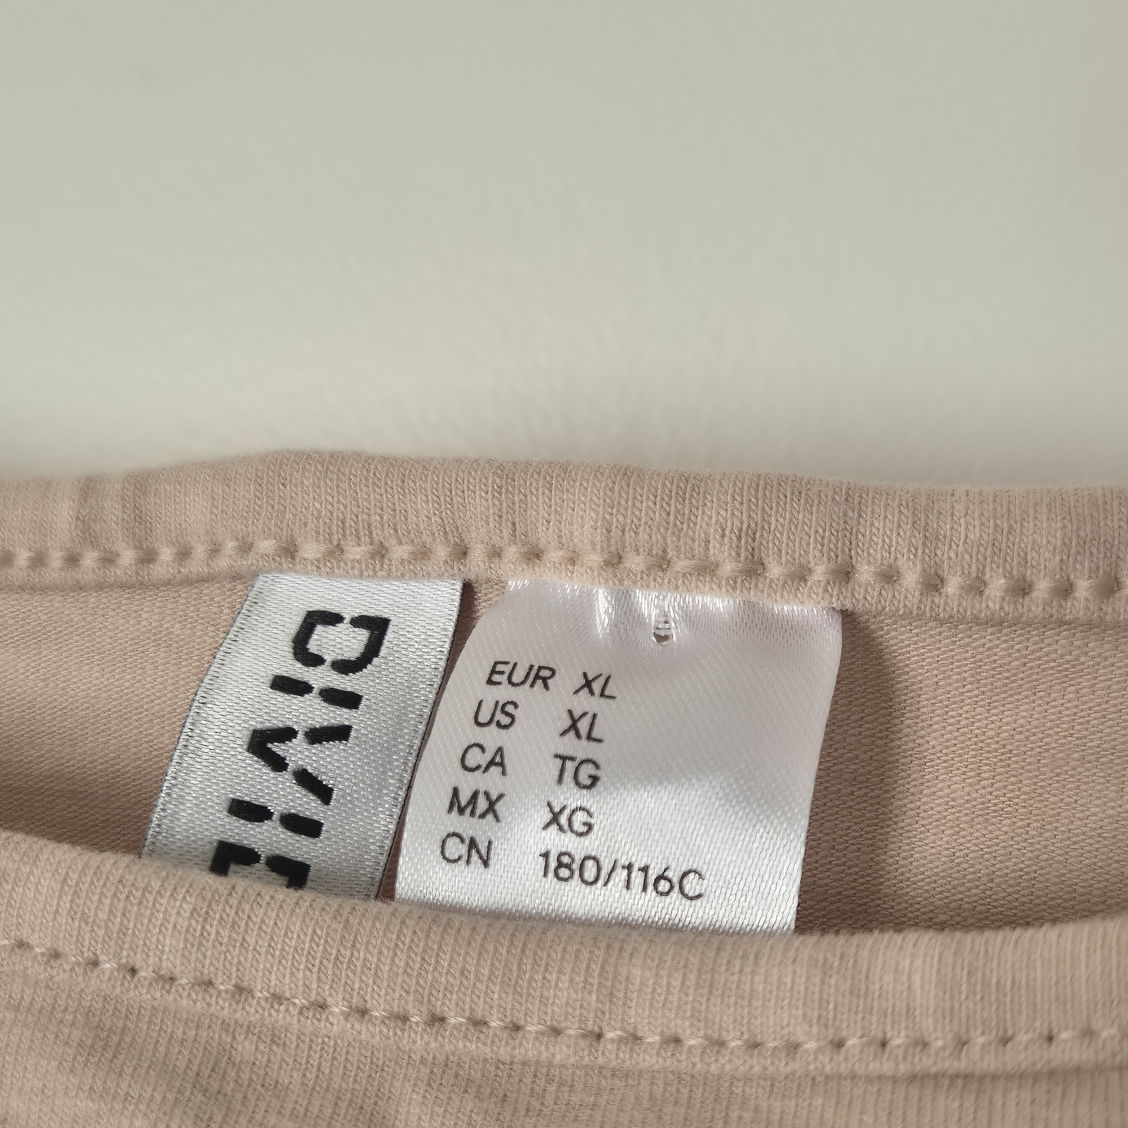 EUR XL
US XL
CA TG
MX XG
CN 180/116C